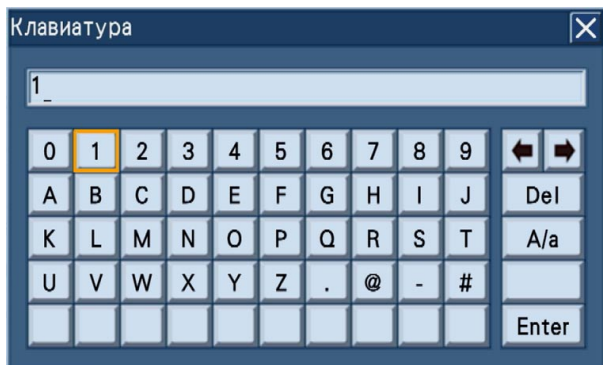 Клавиатура
1_
0 1 2 3 4 5 6 7 8 9
A B C D E F G H I J Del
K L M N O P Q R S T A/a
U V W X Y Z . @ - #
Enter